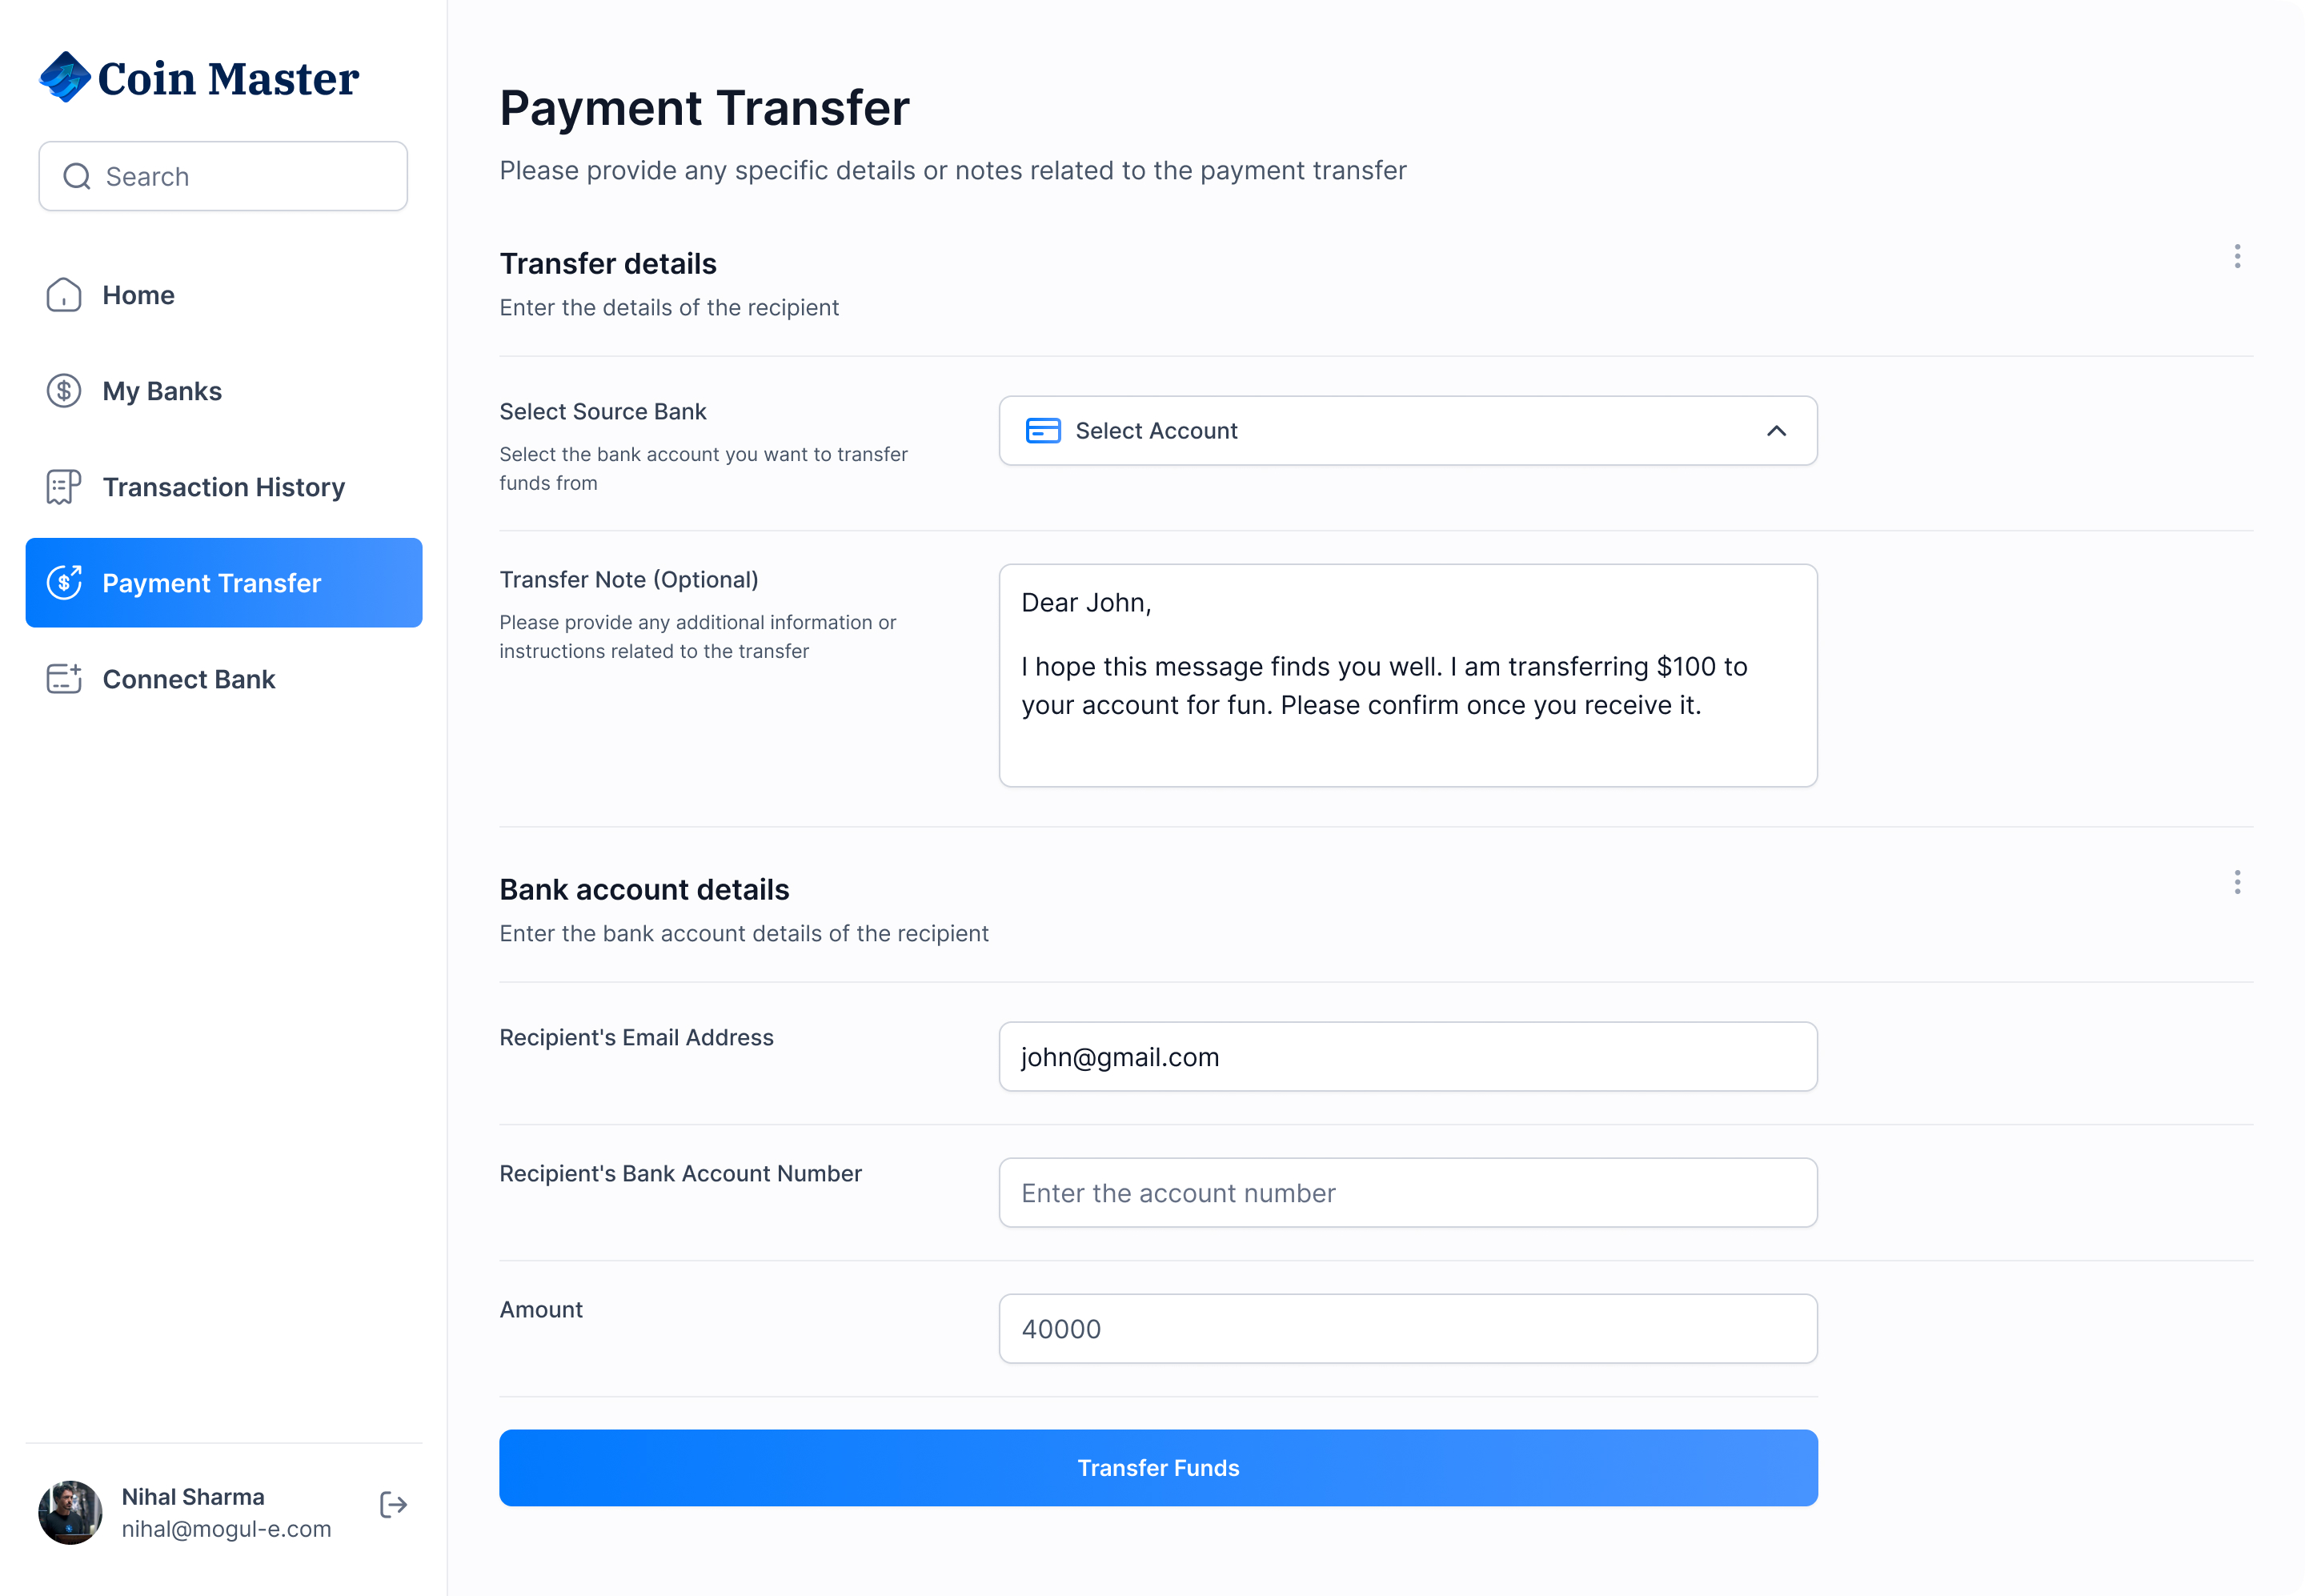 Coin Master
Search
Home
My Banks
Transaction History
Payment Transfer
Connect Bank
Nihal Sharma
nihal@mogul-e.com
Payment Transfer
Please provide any specific details or notes related to the payment transfer
Transfer details
Enter the details of the recipient
Select Source Bank
Select the bank account you want to transfer
funds from
Select Account
Transfer Note (Optional)
Please provide any additional information or
instructions related to the transfer
Dear John,
I hope this message finds you well. I am transferring $100 to
your account for fun. Please confirm once you receive it.
Bank account details
Enter the bank account details of the recipient
Recipient's Email Address
john@gmail.com
Recipient's Bank Account Number
Enter the account number
Amount
40000
Transfer Funds